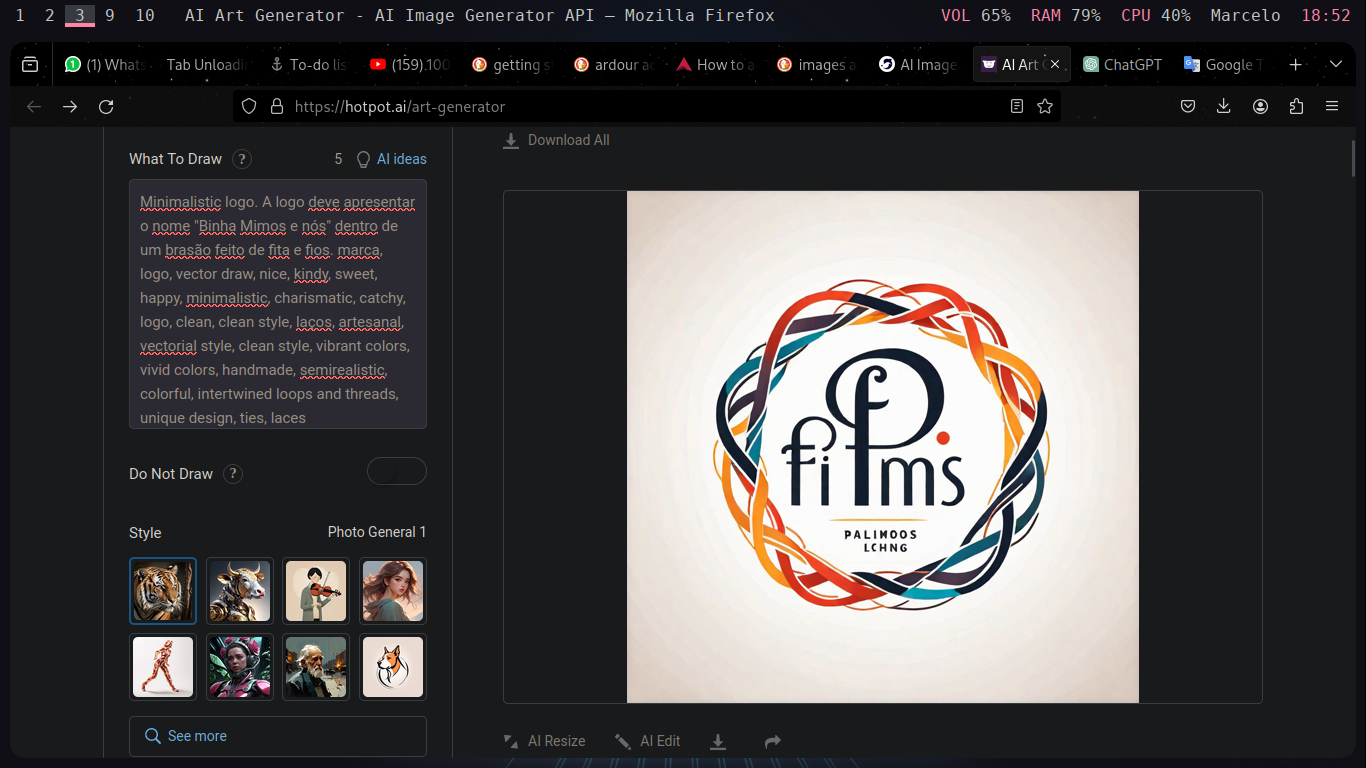 1 2 3 9 10 AI Art Generator - AI Image Generator API — Mozilla Firefox VOL 65% RAM 79% CPU 40% Marcelo 18:52
(1) Whats Tab Unloadi To-do lis (159).100 getting s ardour ac How to a images a AI Image AI Art G ChatGPT Google T
https://hotpot.ai/art-generator
Download All
What To Draw ? 5 AI ideas
Minimalistic logo. A logo deve apresentar
o nome "Binha Mimos e nós" dentro de
um brasão feito de fita e fios. marca,
logo, vector draw, nice, kindy, sweet,
happy, minimalistic, charismatic, catchy,
logo, clean, clean style, laços, artesanal,
vectorial style, clean style, vibrant colors,
vivid colors, handmade, semirealistic,
colorful, intertwined loops and threads,
unique design, ties, laces
Do Not Draw ?
Style Photo General 1
See more
fims
PALINOOS
LCHNG
AI Resize AI Edit